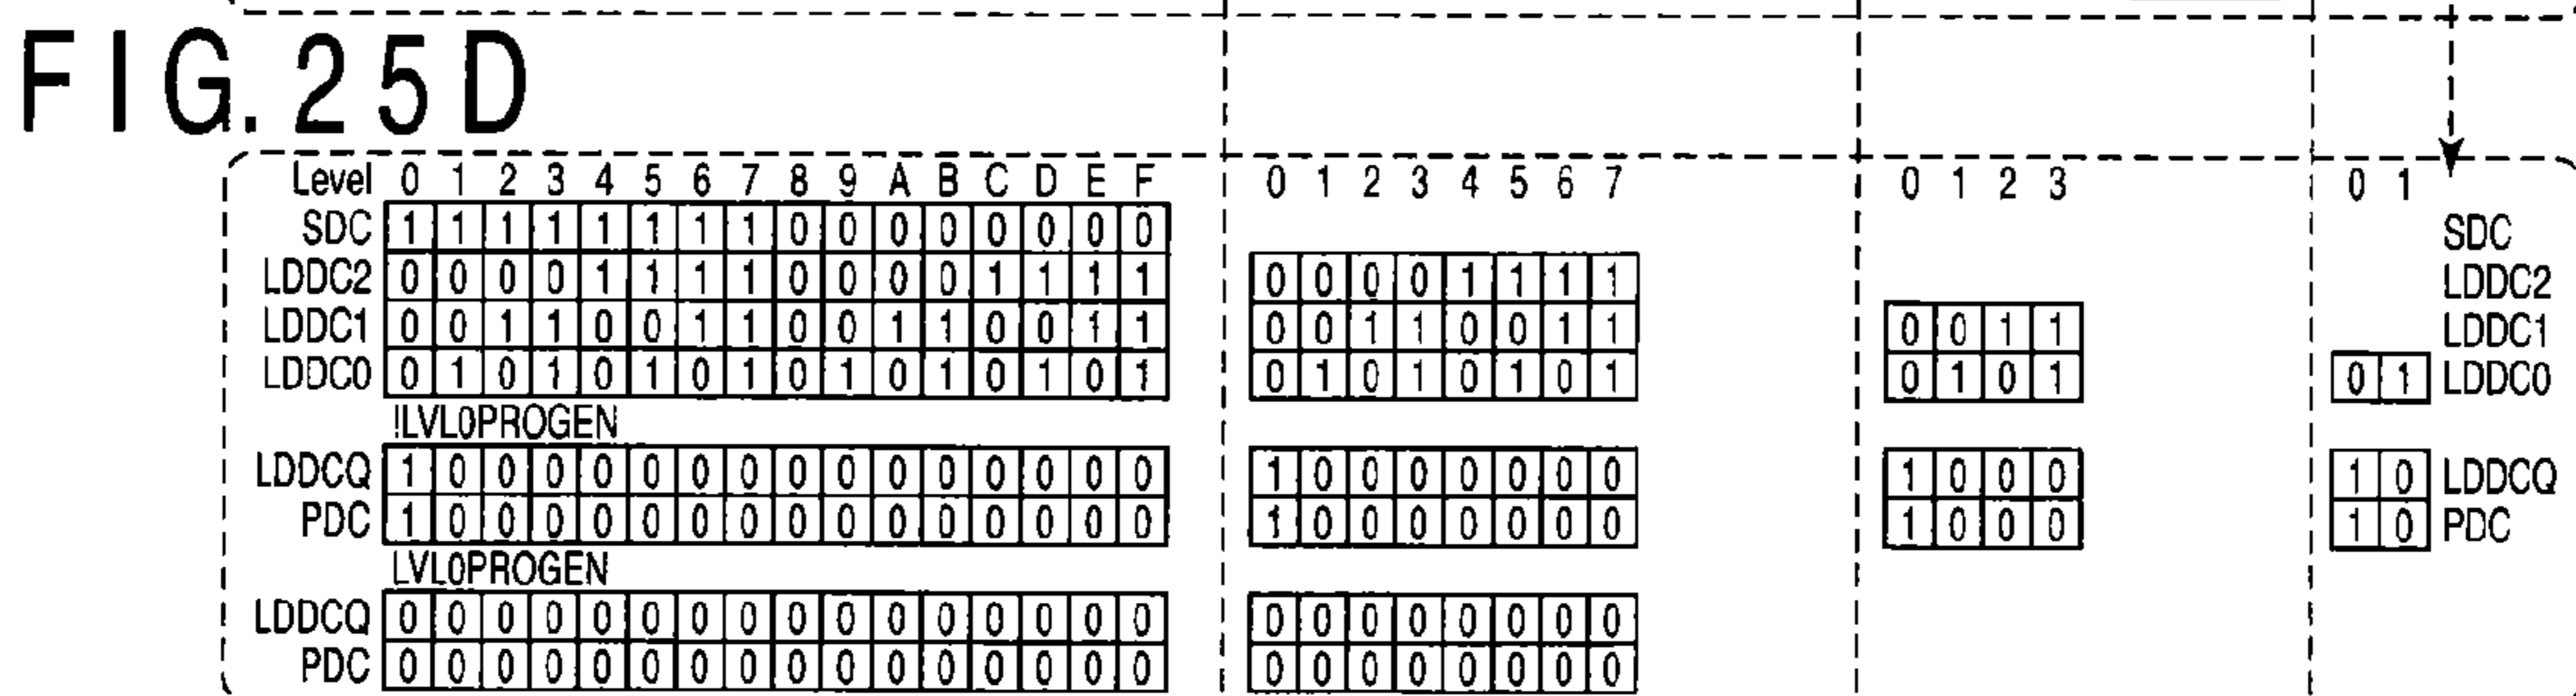 FIG. 25D
Level 0 1 2 3 4 5 6 7 8 9 A B C D E F 0 1 2 3 4 5 6 7 0 1 2 3 0 1
SDC 1 1 1 1 1 1 1 1 0 0 0 0 0 0 0 0 SDC
LDDC2 0 0 0 0 1 1 1 1 0 0 0 0 1 1 1 1 0 0 0 0 1 1 1 1 LDDC2
LDDC1 0 0 1 1 0 0 1 1 0 0 1 1 0 0 1 1 0 0 1 1 0 0 1 1 0 0 1 1 LDDC1
LDDC0 0 1 0 1 0 1 0 1 0 1 0 1 0 1 0 1 0 1 0 1 0 1 0 1 0 1 0 1 0 1 LDDC0
!LVL0PROGEN
LDDCQ 1 0 0 0 0 0 0 0 0 0 0 0 0 0 0 0 1 0 0 0 0 0 0 0 1 0 0 0 1 0 LDDCQ
PDC 1 0 0 0 0 0 0 0 0 0 0 0 0 0 0 0 1 0 0 0 0 0 0 0 1 0 0 0 1 0 PDC
LVL0PROGEN
LDDCQ 0 0 0 0 0 0 0 0 0 0 0 0 0 0 0 0 0 0 0 0 0 0 0 0
PDC 0 0 0 0 0 0 0 0 0 0 0 0 0 0 0 0 0 0 0 0 0 0 0 0